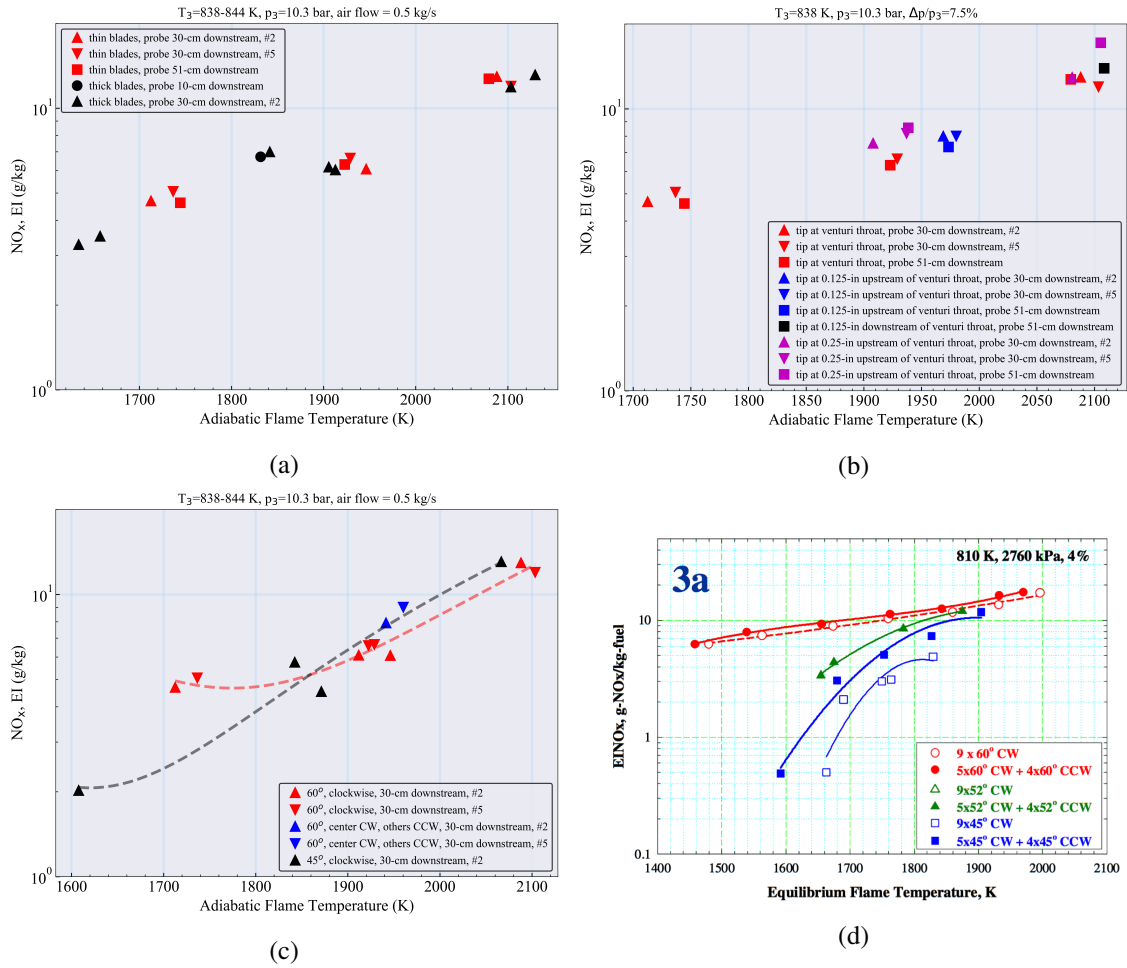 T₃=838-844 K, p₃=10.3 bar, air flow = 0.5 kg/s
thin blades, probe 30-cm downstream, #2
thin blades, probe 30-cm downstream, #5
thin blades, probe 51-cm downstream
thick blades, probe 10-cm downstream
thick blades, probe 30-cm downstream, #2
NOₓ, EI (g/kg)
10¹
10⁰
1700 1800 1900 2000 2100
Adiabatic Flame Temperature (K)
(a)
T₃=838 K, p₃=10.3 bar, Δp/p₃=7.5%
NOₓ, EI (g/kg)
10¹
10⁰
tip at venturi throat, probe 30-cm downstream, #2
tip at venturi throat, probe 30-cm downstream, #5
tip at venturi throat, probe 51-cm downstream
tip at 0.125-in upstream of venturi throat, probe 30-cm downstream, #2
tip at 0.125-in upstream of venturi throat, probe 30-cm downstream, #5
tip at 0.125-in upstream of venturi throat, probe 51-cm downstream
tip at 0.125-in downstream of venturi throat, probe 51-cm downstream
tip at 0.25-in upstream of venturi throat, probe 30-cm downstream, #2
tip at 0.25-in upstream of venturi throat, probe 30-cm downstream, #5
tip at 0.25-in upstream of venturi throat, probe 51-cm downstream
1700 1750 1800 1850 1900 1950 2000 2050 2100
Adiabatic Flame Temperature (K)
(b)
T₃=838-844 K, p₃=10.3 bar, air flow = 0.5 kg/s
NOₓ, EI (g/kg)
10¹
10⁰
60°, clockwise, 30-cm downstream, #2
60°, clockwise, 30-cm downstream, #5
60°, center CW, others CCW, 30-cm downstream, #2
60°, center CW, others CCW, 30-cm downstream, #5
45°, clockwise, 30-cm downstream, #2
1600 1700 1800 1900 2000 2100
Adiabatic Flame Temperature (K)
(c)
3a
810 K, 2760 kPa, 4%
EINOx, g-NOx/kg-fuel
10
1
0.1
9 x 60° CW
5x60° CW + 4x60° CCW
9x52° CW
5x52° CW + 4x52° CCW
9x45° CW
5x45° CW + 4x45° CCW
1400 1500 1600 1700 1800 1900 2000 2100
Equilibrium Flame Temperature, K
(d)